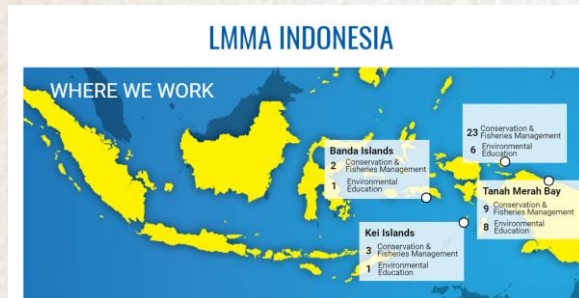 LMMA INDONESIA
WHERE WE WORK
Banda Islands
2 Conservation &
Fisheries Management
1 Environmental
Education
23 Conservation &
Fisheries Management
6 Environmental
Education
Tanah Merah Bay
9 Conservation &
Fisheries Management
8 Environmental
Education
Kei Islands
3 Conservation &
Fisheries Management
1 Environmental
Education